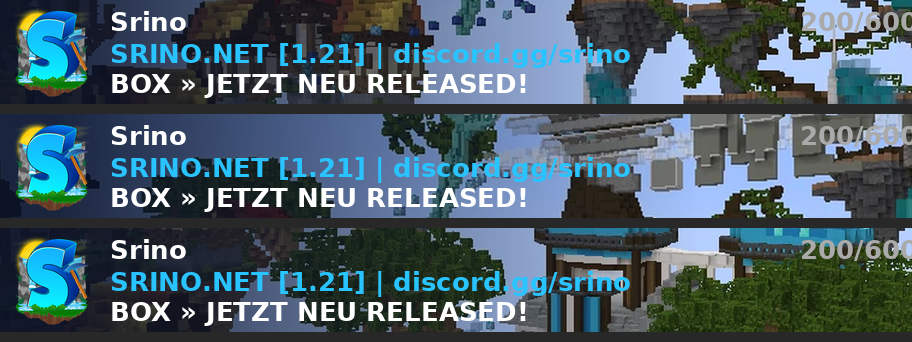 Srino
200/600
SRINO.NET [1.21] | discord.gg/srino
BOX » JETZT NEU RELEASED!
Srino
200/600
SRINO.NET [1.21] | discord.gg/srino
BOX » JETZT NEU RELEASED!
Srino
200/600
SRINO.NET [1.21] | discord.gg/srino
BOX » JETZT NEU RELEASED!